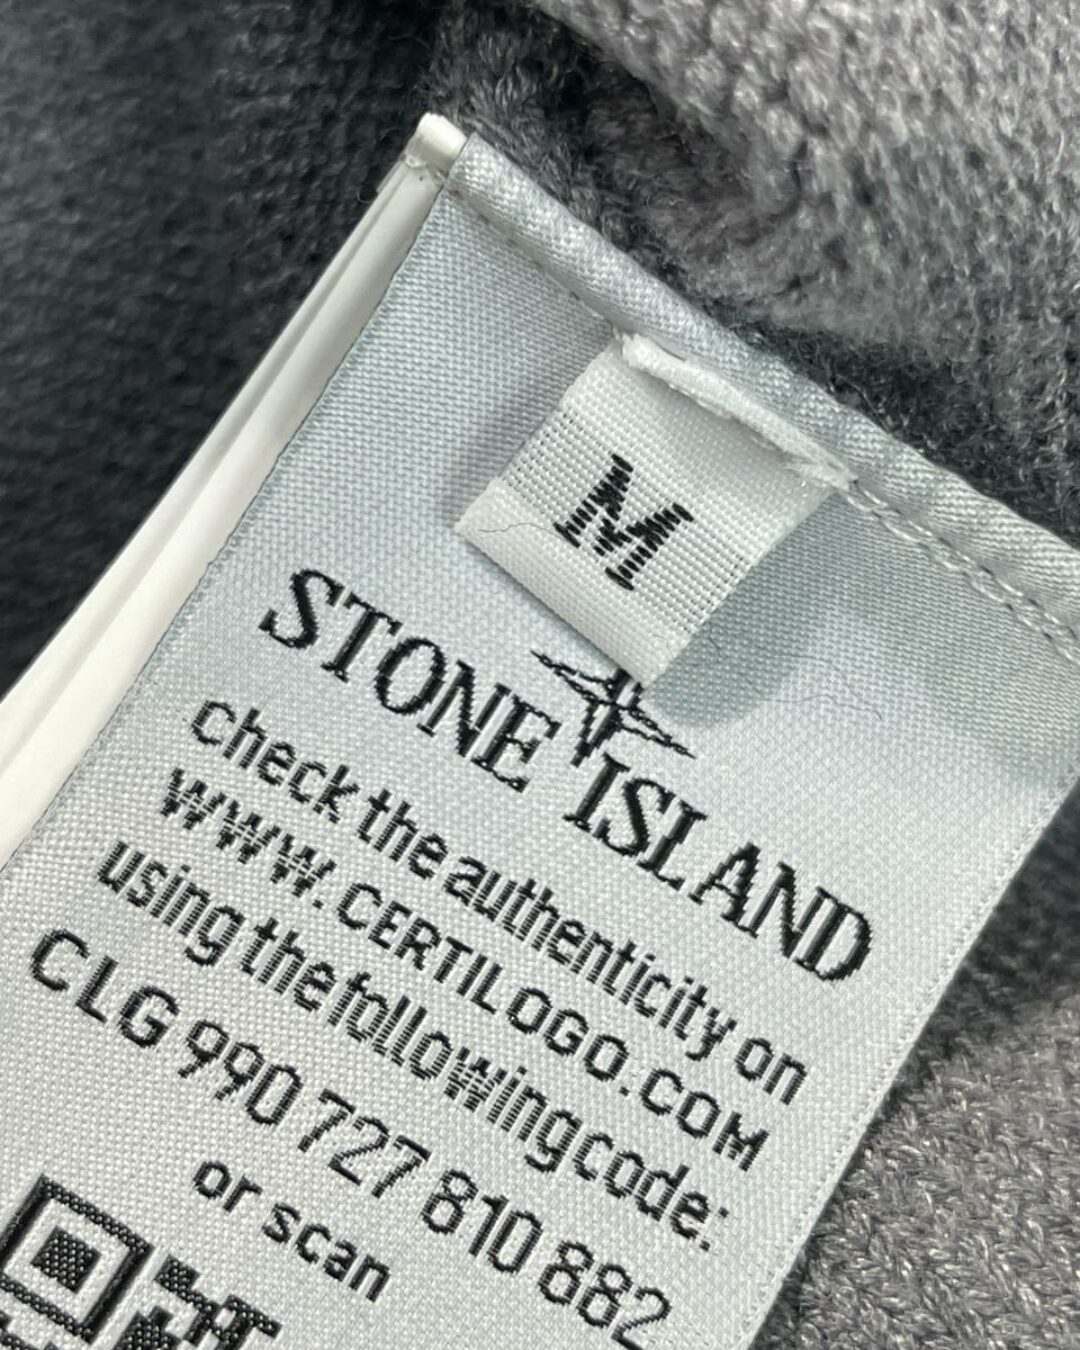 M
STONE ISLAND
check the authenticity on
WWW.CERTILOGO.COM
using the following code:
CLG 990 727 810 882
or scan